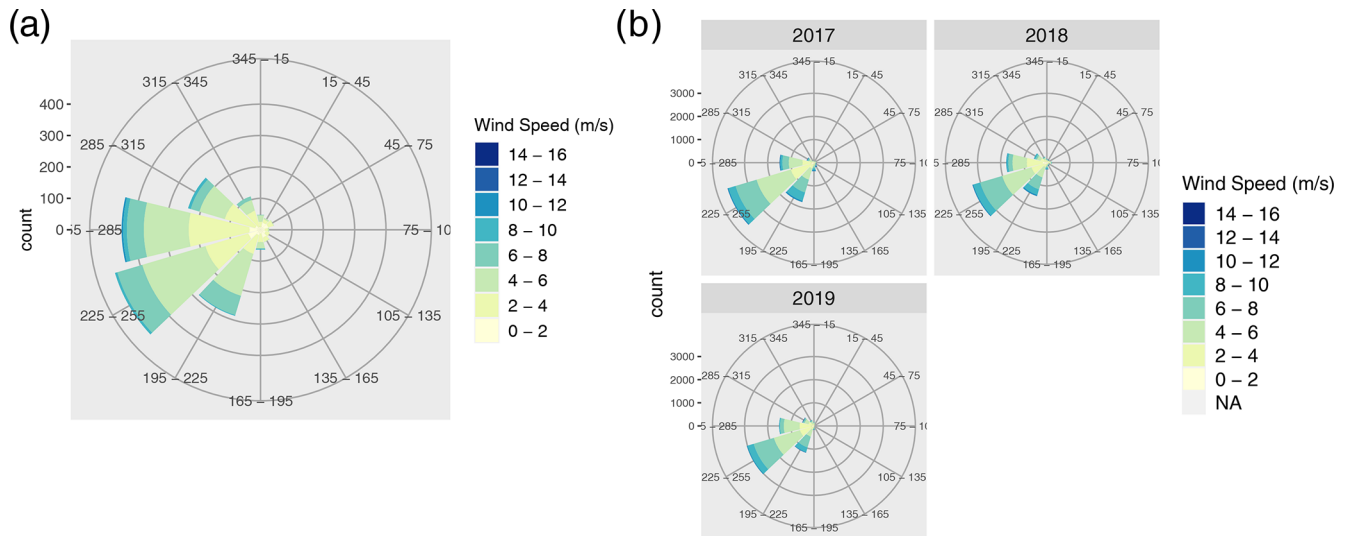 (a)
345 – 15
315 – 345
15 – 45
400
300
285 – 315
45 – 75
200
100
0
5 – 285
75 – 10
225 – 255
105 – 135
195 – 225
135 – 165
165 – 195
count
Wind Speed (m/s)
14 – 16
12 – 14
10 – 12
8 – 10
6 – 8
4 – 6
2 – 4
0 – 2
(b)
2017
345 – 15
315 – 345
15 – 45
3000
285 – 315
45 – 75
2000
1000
0
5 – 285
75 – 10
225 – 255
105 – 135
195 – 225
135 – 165
165 – 195
2018
345 – 15
315 – 345
15 – 45
285 – 315
45 – 75
5 – 285
75 – 10
225 – 255
105 – 135
195 – 225
135 – 165
165 – 195
count
2019
345 – 15
315 – 345
15 – 45
3000
285 – 315
45 – 75
2000
1000
0
5 – 285
75 – 10
225 – 255
105 – 135
195 – 225
135 – 165
165 – 195
Wind Speed (m/s)
14 – 16
12 – 14
10 – 12
8 – 10
6 – 8
4 – 6
2 – 4
0 – 2
NA